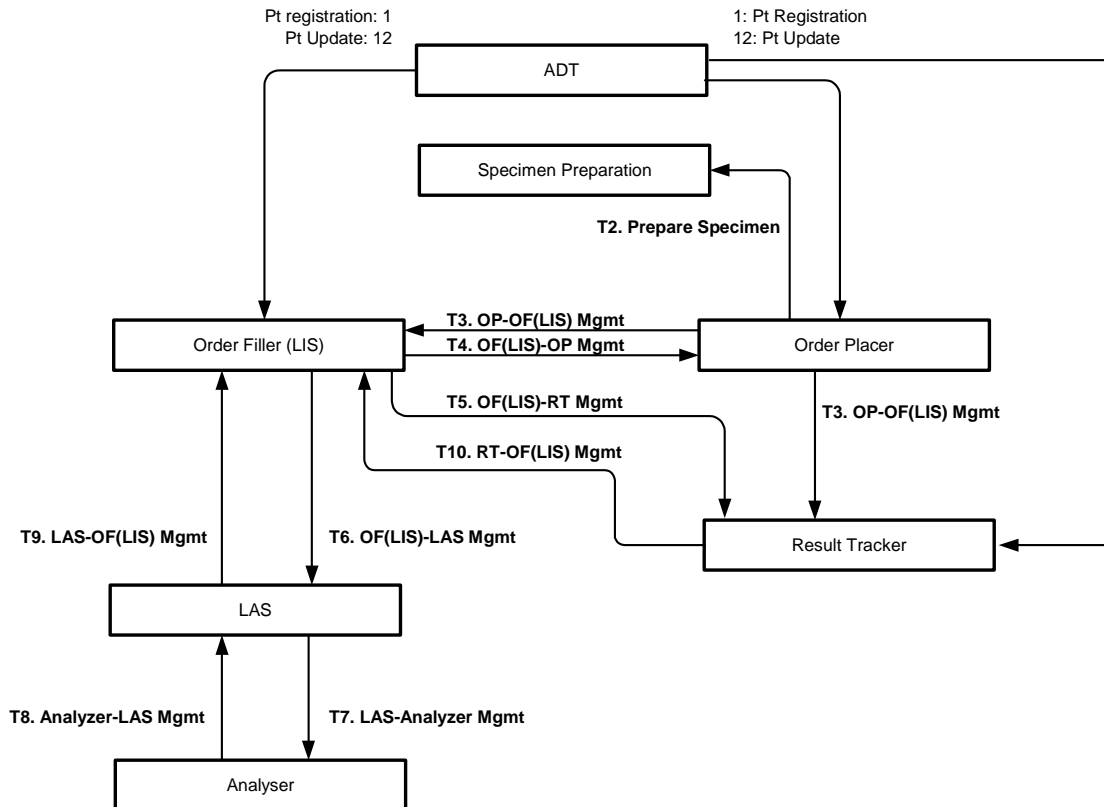 Pt registration: 1
Pt Update: 12
1: Pt Registration
12: Pt Update
ADT
Specimen Preparation
T2. Prepare Specimen
T3. OP-OF(LIS) Mgmt
Order Filler (LIS)
T4. OF(LIS)-OP Mgmt
Order Placer
T5. OF(LIS)-RT Mgmt
T3. OP-OF(LIS) Mgmt
T10. RT-OF(LIS) Mgmt
T9. LAS-OF(LIS) Mgmt
T6. OF(LIS)-LAS Mgmt
Result Tracker
LAS
T8. Analyzer-LAS Mgmt
T7. LAS-Analyzer Mgmt
Analyser